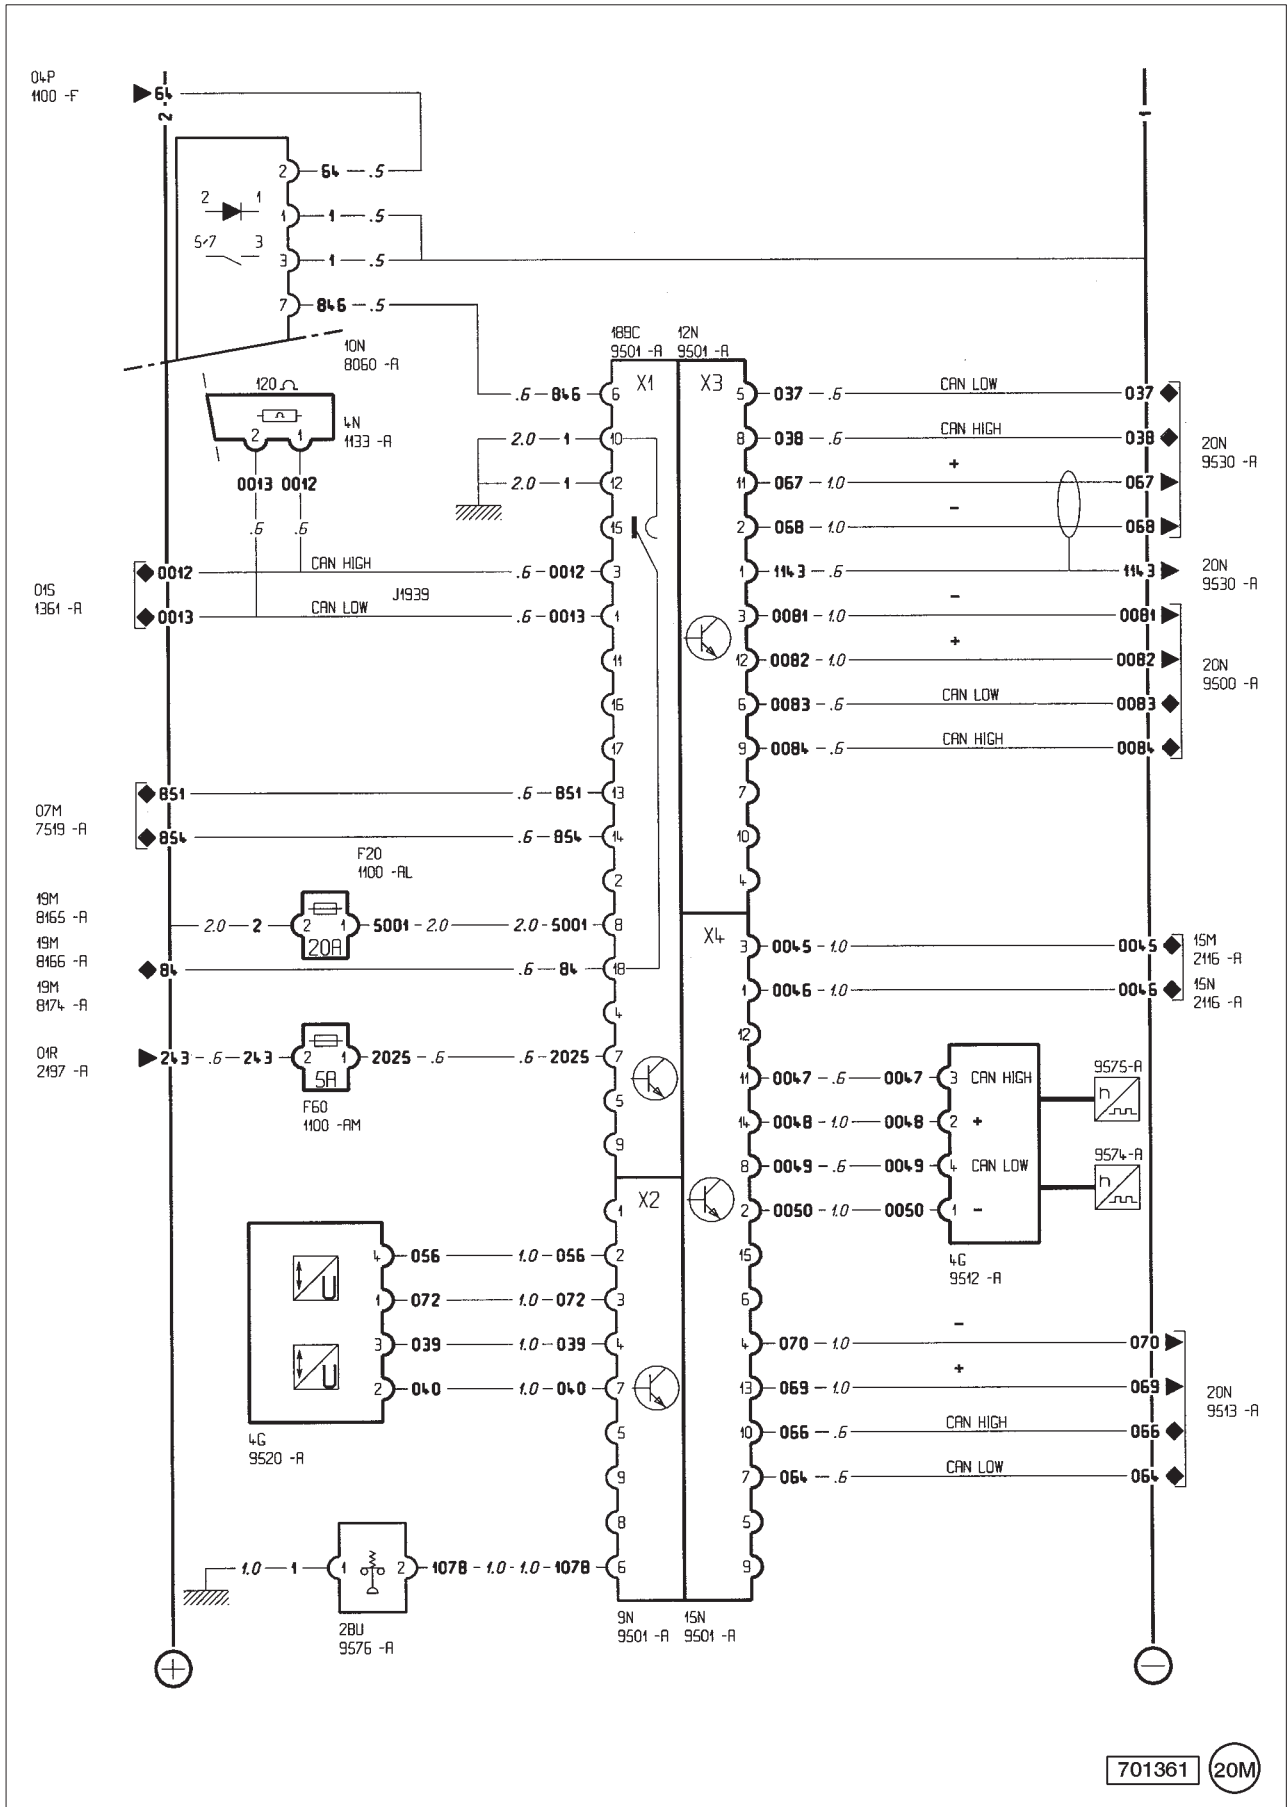 04P
1100 -F
64
2
2 64 .5
2 1
1 1 .5
5/7 3
3 1 .5
7 846 .5
10N
8060 -A
120 Ω
4N
1133 -A
2 1
0013 0012
.6 .6
18BC 12N
9501 -A 9501 -A
X1 X3
.6 846 6
2.0 1 10
2.0 1 12
15
01S
1361 -A
0012 CAN HIGH .6 0012 3
J1939
0013 CAN LOW .6 0013 1
11
16
17
07M
7519 -A
851 .6 851 13
854 .6 854 14
F20
1100 -AL
2
19M
8165 -A
2.0 2 2 1 5001 2.0 2.0 5001 8
20A
19M
8166 -A
84 .6 84 18
19M
8174 -A
4
01R
2197 -A
243 .6 243 2 1 2025 .6 .6 2025 7
5A
F60
1100 -AM
5
9
X2
1
4 056 1.0 056 2
U
1 072 1.0 072 3
3 039 1.0 039 4
U
2 040 1.0 040 7
4G
9520 -A
5
9
8
1.0 1 1 2 1078 1.0 1.0 1078 6
2BU
9576 -A
9N 15N
9501 -A 9501 -A
5 037 .6 CAN LOW 037
8 038 .6 CAN HIGH 038
20N
9530 -A
+
11 067 1.0 067
-
2 068 1.0 068
1 1143 .6 1143
20N
9530 -A
-
3 0081 1.0 0081
+
12 0082 1.0 0082
20N
9500 -A
6 0083 .6 CAN LOW 0083
9 0084 .6 CAN HIGH 0084
7
10
4
X4
3 0045 1.0 0045
15M
2116 -A
1 0046 1.0 0046
15N
2116 -A
12
11 0047 .6 0047 3 CAN HIGH
9575-A
n
14 0048 1.0 0048 2 +
8 0049 .6 0049 4 CAN LOW
9574-A
n
2 0050 1.0 0050 1 -
4G
9512 -A
15
6
-
4 070 1.0 070
+
13 069 1.0 069
20N
9513 -A
10 066 .6 CAN HIGH 066
7 064 .6 CAN LOW 064
5
9
+
-
701361 20M